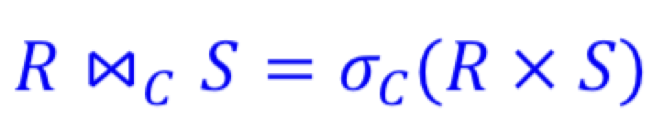 R ⋈_C S = σ_C(R × S)